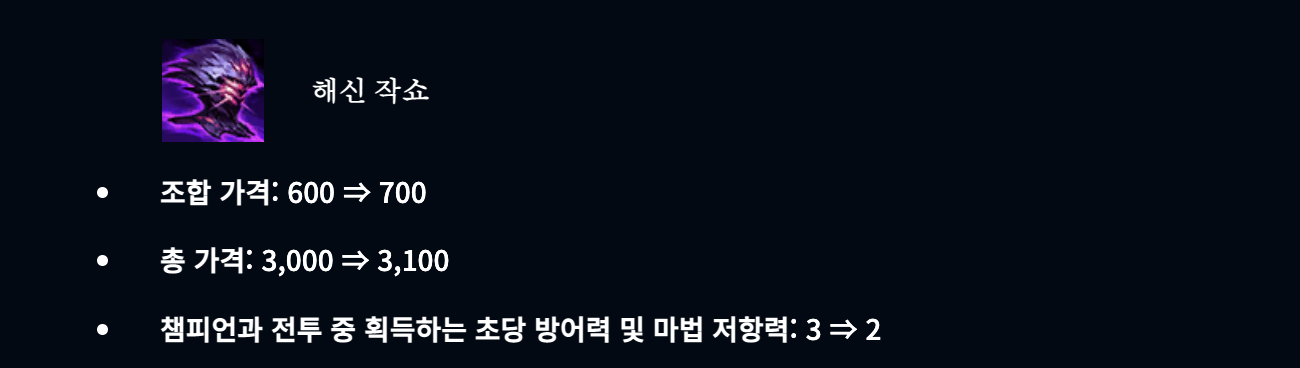 해신 작쇼
• 조합 가격: 600 ⇒ 700
• 총 가격: 3,000 ⇒ 3,100
• 챔피언과 전투 중 획득하는 초당 방어력 및 마법 저항력: 3 ⇒ 2